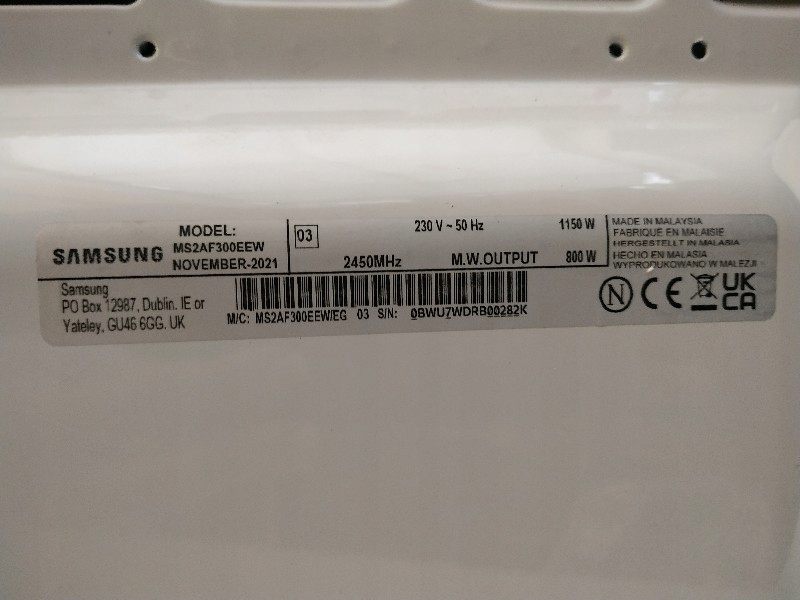 SAMSUNG
MODEL:
MS2AF300EEW
NOVEMBER-2021
03
230 V ~ 50 Hz 1150 W
2450MHz M.W.OUTPUT 800 W
MADE IN MALAYSIA
FABRIQUE EN MALAISIE
HERGESTELLT IN MALASIA
HECHO EN MALASIA
WYPRODUKOWANO W MALEZJI
Samsung
PO Box 12987, Dublin. IE or
Yateley, GU46 6GG. UK
M/C: MS2AF300EEW/EG 03 S/N: 0BWU7WDRB00282K
N CE UK
CA